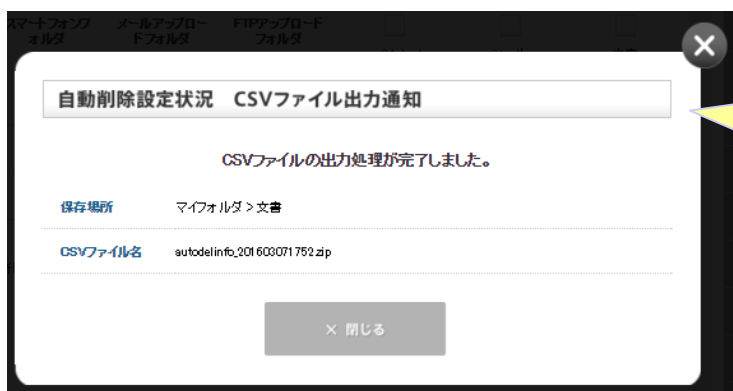 スマートフォンフ メールアップロー FTPアップロード
ォルダ ドフォルダ フォルダ
自動削除設定状況 CSVファイル出力通知
CSVファイルの出力処理が完了しました。
保存場所 マイフォルダ > 文書
CSVファイル名 autodelinfo_201603071752.zip
× 閉じる